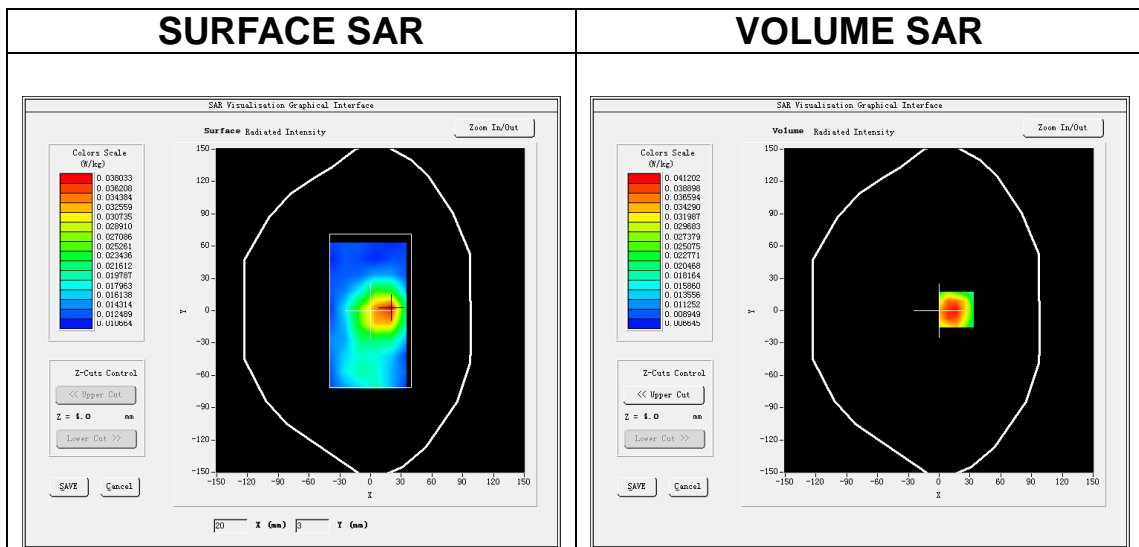 SURFACE SAR
VOLUME SAR
SAR Visualisation Graphical Interface
Surface Radiated Intensity
Zoom In/Out
Colors Scale
(W/kg)
0.038033
0.036208
0.034384
0.032559
0.030735
0.028910
0.027086
0.025261
0.023436
0.021612
0.019787
0.017963
0.016138
0.014314
0.012489
0.010664
Z-Cuts Control
<< Upper Cut
Z = 4.0 mm
Lower Cut >>
SAVE Cancel
150
120
90
60
30
0
-30
-60
-90
-120
-150
Y
-150 -120 -90 -60 -30 0 30 60 90 120 150
X
20 X (mm) 3 Y (mm)
SAR Visualisation Graphical Interface
Volume Radiated Intensity
Zoom In/Out
Colors Scale
(W/kg)
0.041202
0.038898
0.036594
0.034290
0.031987
0.029683
0.027379
0.025075
0.022771
0.020468
0.018164
0.015860
0.013556
0.011252
0.008949
0.006645
Z-Cuts Control
<< Upper Cut
Z = 4.0 mm
Lower Cut >>
SAVE Cancel
150
120
90
60
30
0
-30
-60
-90
-120
-150
Y
-150 -120 -90 -60 -30 0 30 60 90 120 150
X